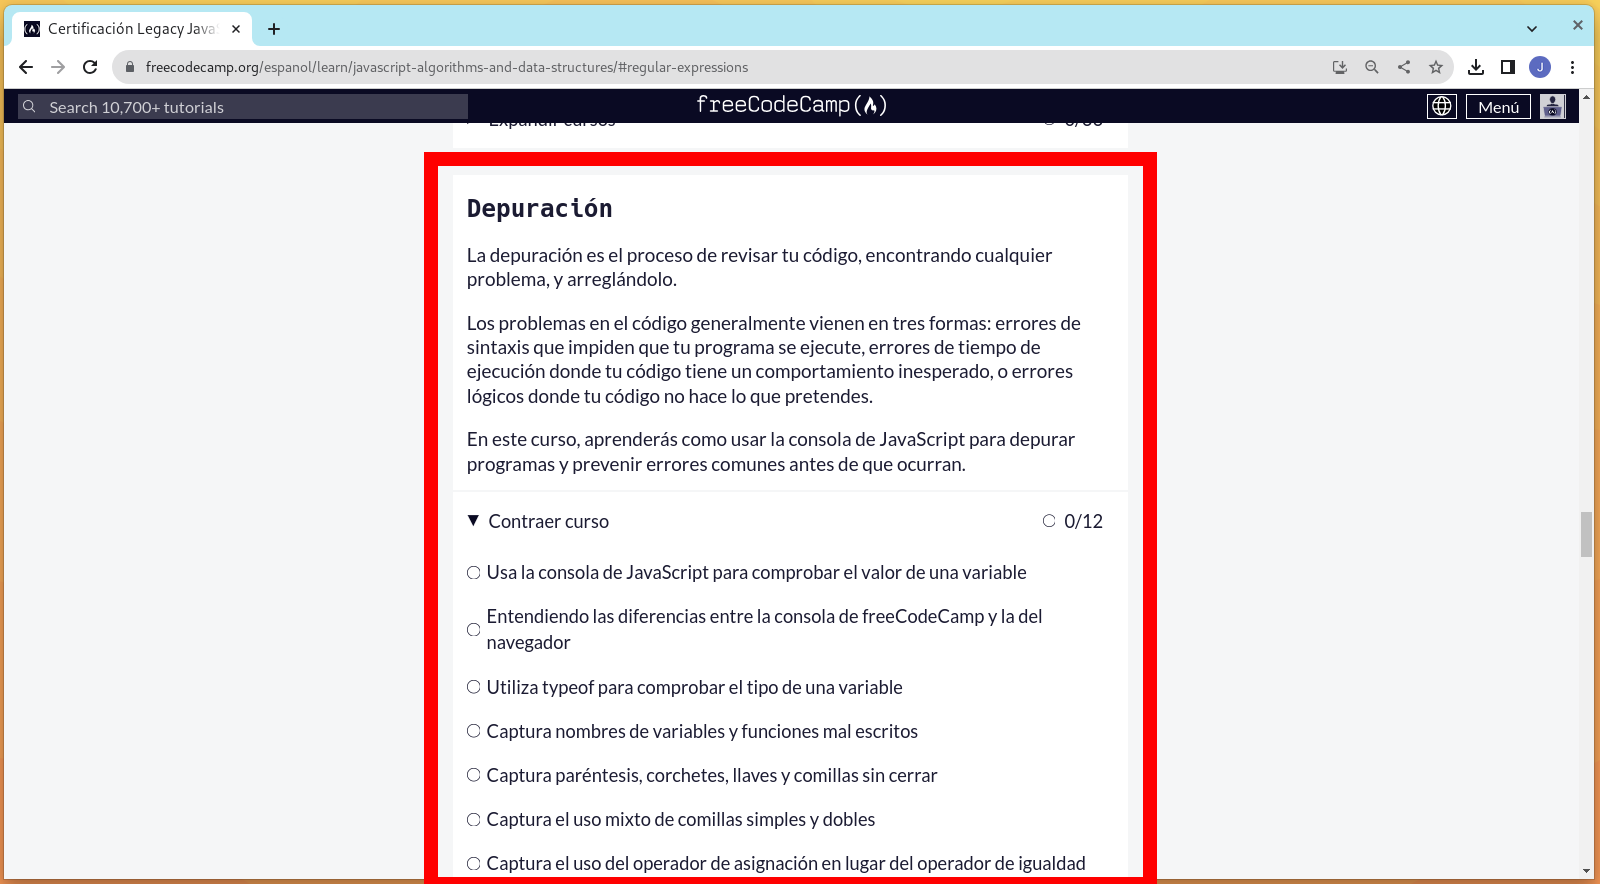 Certificación Legacy Java
freecodecamp.org/espanol/learn/javascript-algorithms-and-data-structures/#regular-expressions
J
Search 10,700+ tutorials
freeCodeCamp
Menú
Expandir cursos
Depuración
La depuración es el proceso de revisar tu código, encontrando cualquier
problema, y arreglándolo.
Los problemas en el código generalmente vienen en tres formas: errores de
sintaxis que impiden que tu programa se ejecute, errores de tiempo de
ejecución donde tu código tiene un comportamiento inesperado, o errores
lógicos donde tu código no hace lo que pretendes.
En este curso, aprenderás como usar la consola de JavaScript para depurar
programas y prevenir errores comunes antes de que ocurran.
Contraer curso 0/12
Usa la consola de JavaScript para comprobar el valor de una variable
Entendiendo las diferencias entre la consola de freeCodeCamp y la del
navegador
Utiliza typeof para comprobar el tipo de una variable
Captura nombres de variables y funciones mal escritos
Captura paréntesis, corchetes, llaves y comillas sin cerrar
Captura el uso mixto de comillas simples y dobles
Captura el uso del operador de asignación en lugar del operador de igualdad